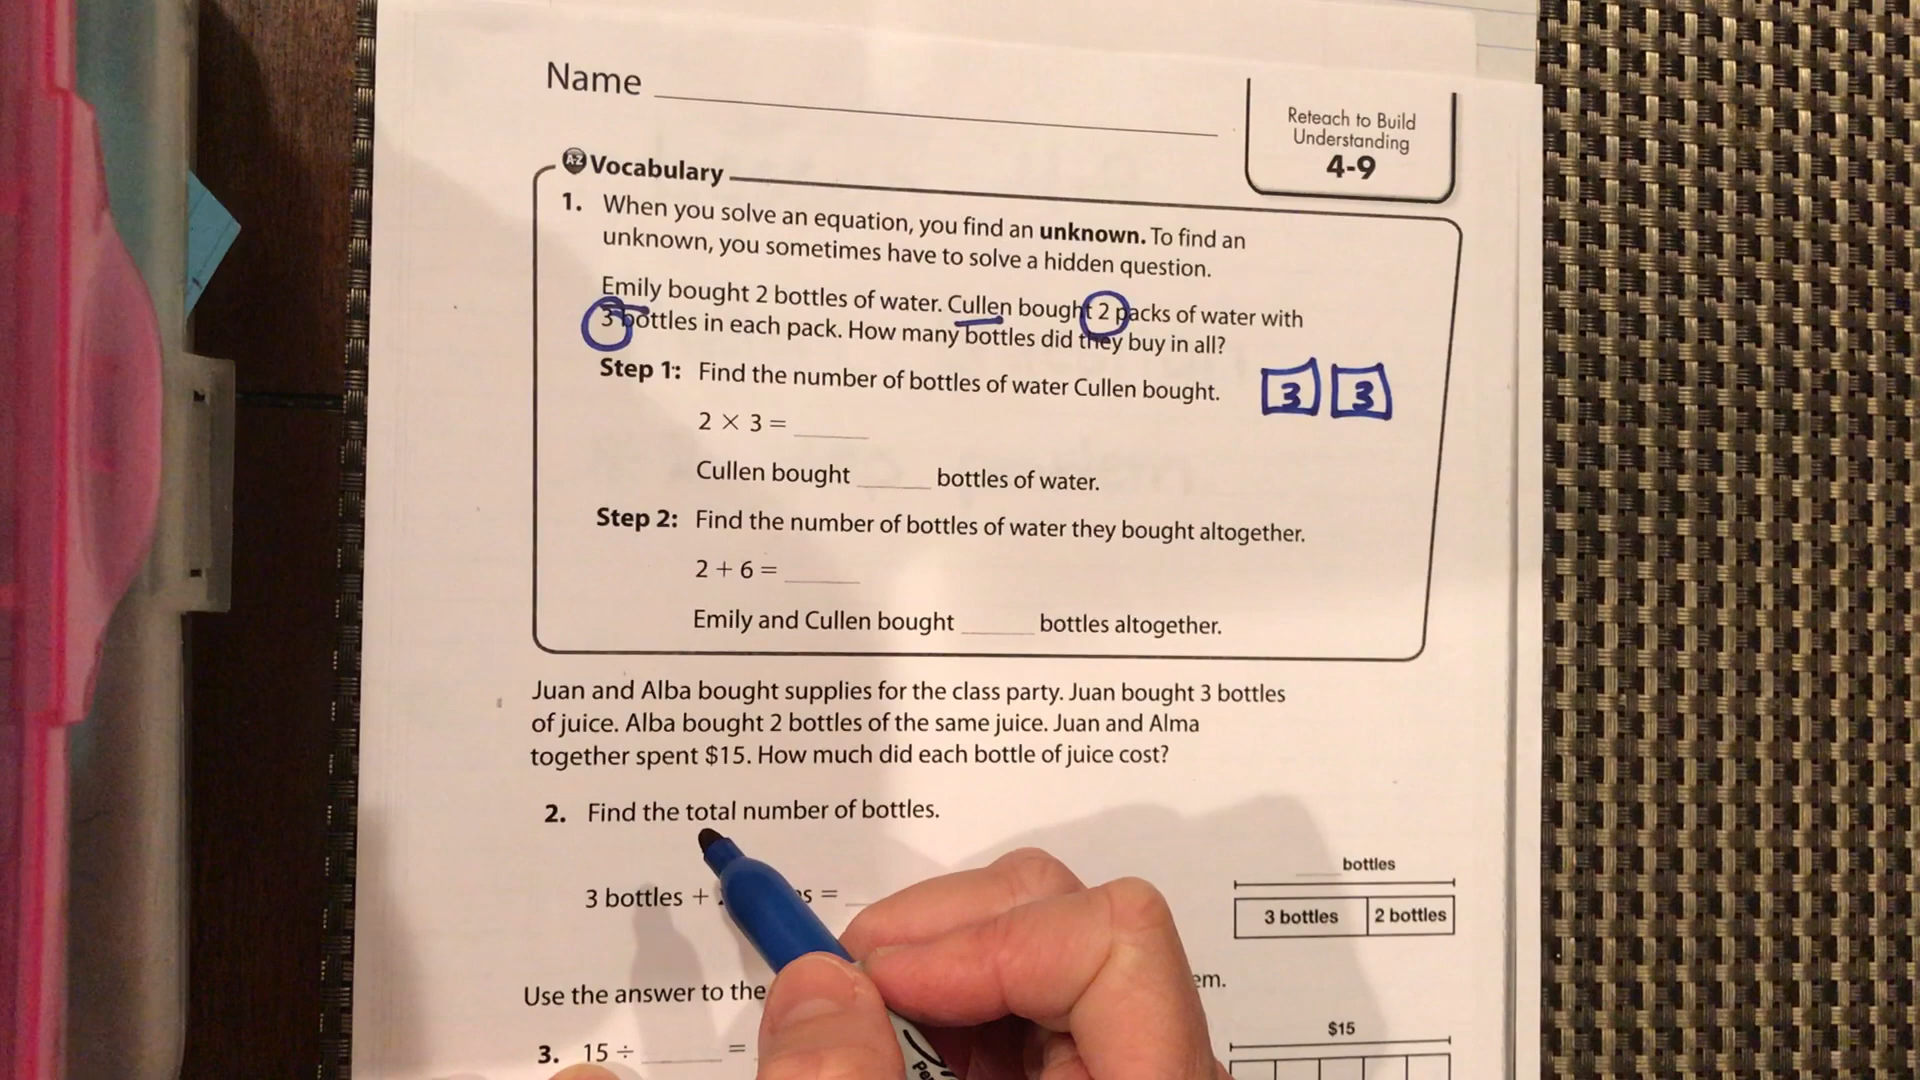 Name
Reteach to Build
Understanding
4-9
A-Z Vocabulary
1. When you solve an equation, you find an unknown. To find an
unknown, you sometimes have to solve a hidden question.
Emily bought 2 bottles of water. Cullen bought 2 packs of water with
3 bottles in each pack. How many bottles did they buy in all?
Step 1: Find the number of bottles of water Cullen bought.
3 3
2 × 3 =
Cullen bought ______ bottles of water.
Step 2: Find the number of bottles of water they bought altogether.
2 + 6 =
Emily and Cullen bought ______ bottles altogether.
Juan and Alba bought supplies for the class party. Juan bought 3 bottles
of juice. Alba bought 2 bottles of the same juice. Juan and Alma
together spent $15. How much did each bottle of juice cost?
2. Find the total number of bottles.
bottles
3 bottles + =
3 bottles 2 bottles
Use the answer to the
$15
3. 15 ÷ ______ =